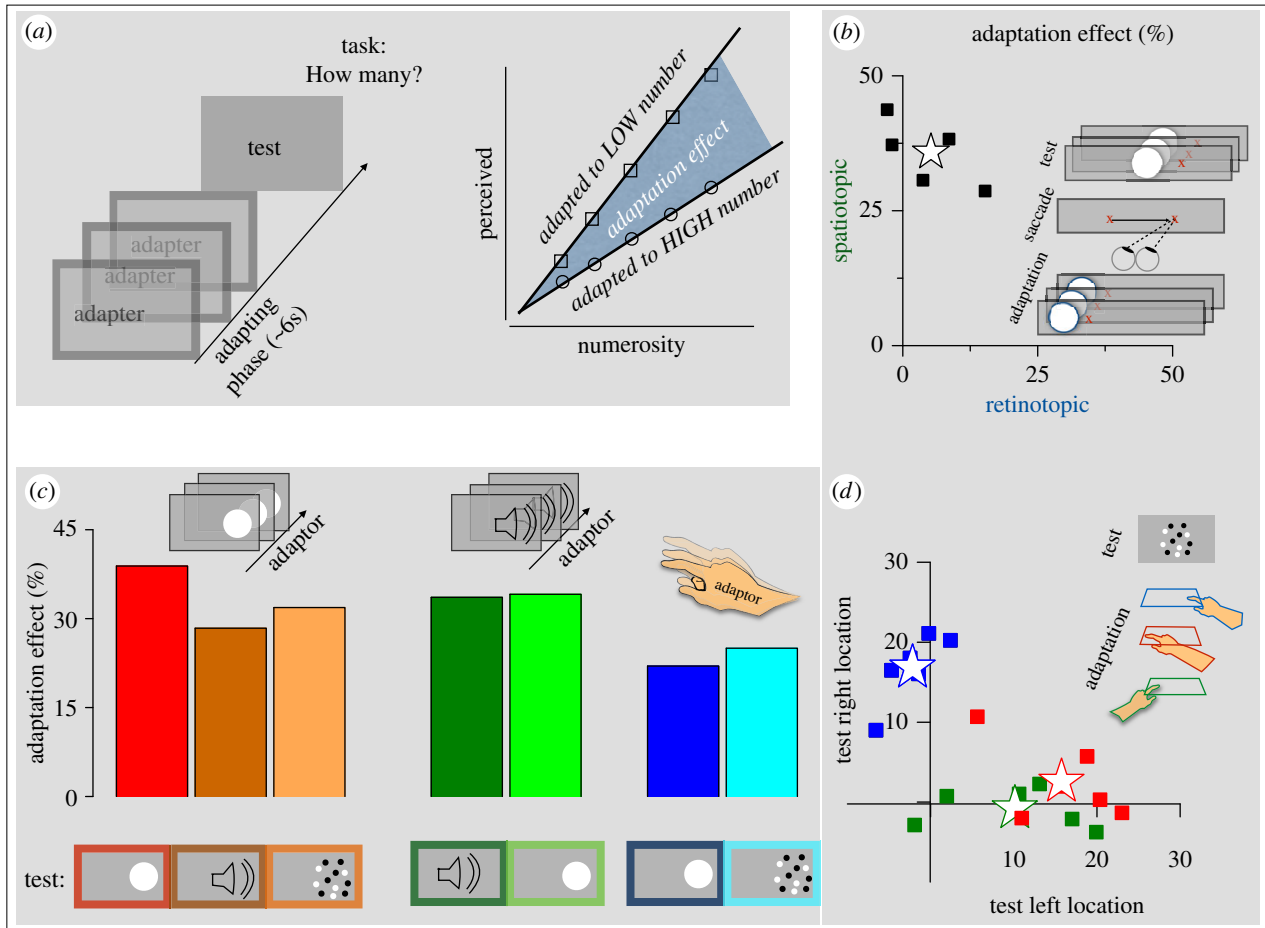 (a)
task:
How many?
test
adapter
adapter
adapter
adapting
phase (~6s)
perceived
numerosity
adapted to LOW number
adaptation effect
adapted to HIGH number
(b)
adaptation effect (%)
50
25
0
spatiotopic
0
25
50
retinotopic
test
x
x
x
saccade
x
x
adaptation
x
x
x
(c)
adaptation effect (%)
45
30
15
0
adaptor
adaptor
adaptor
test:
(d)
test right location
30
20
10
10
20
30
test left location
test
adaptation